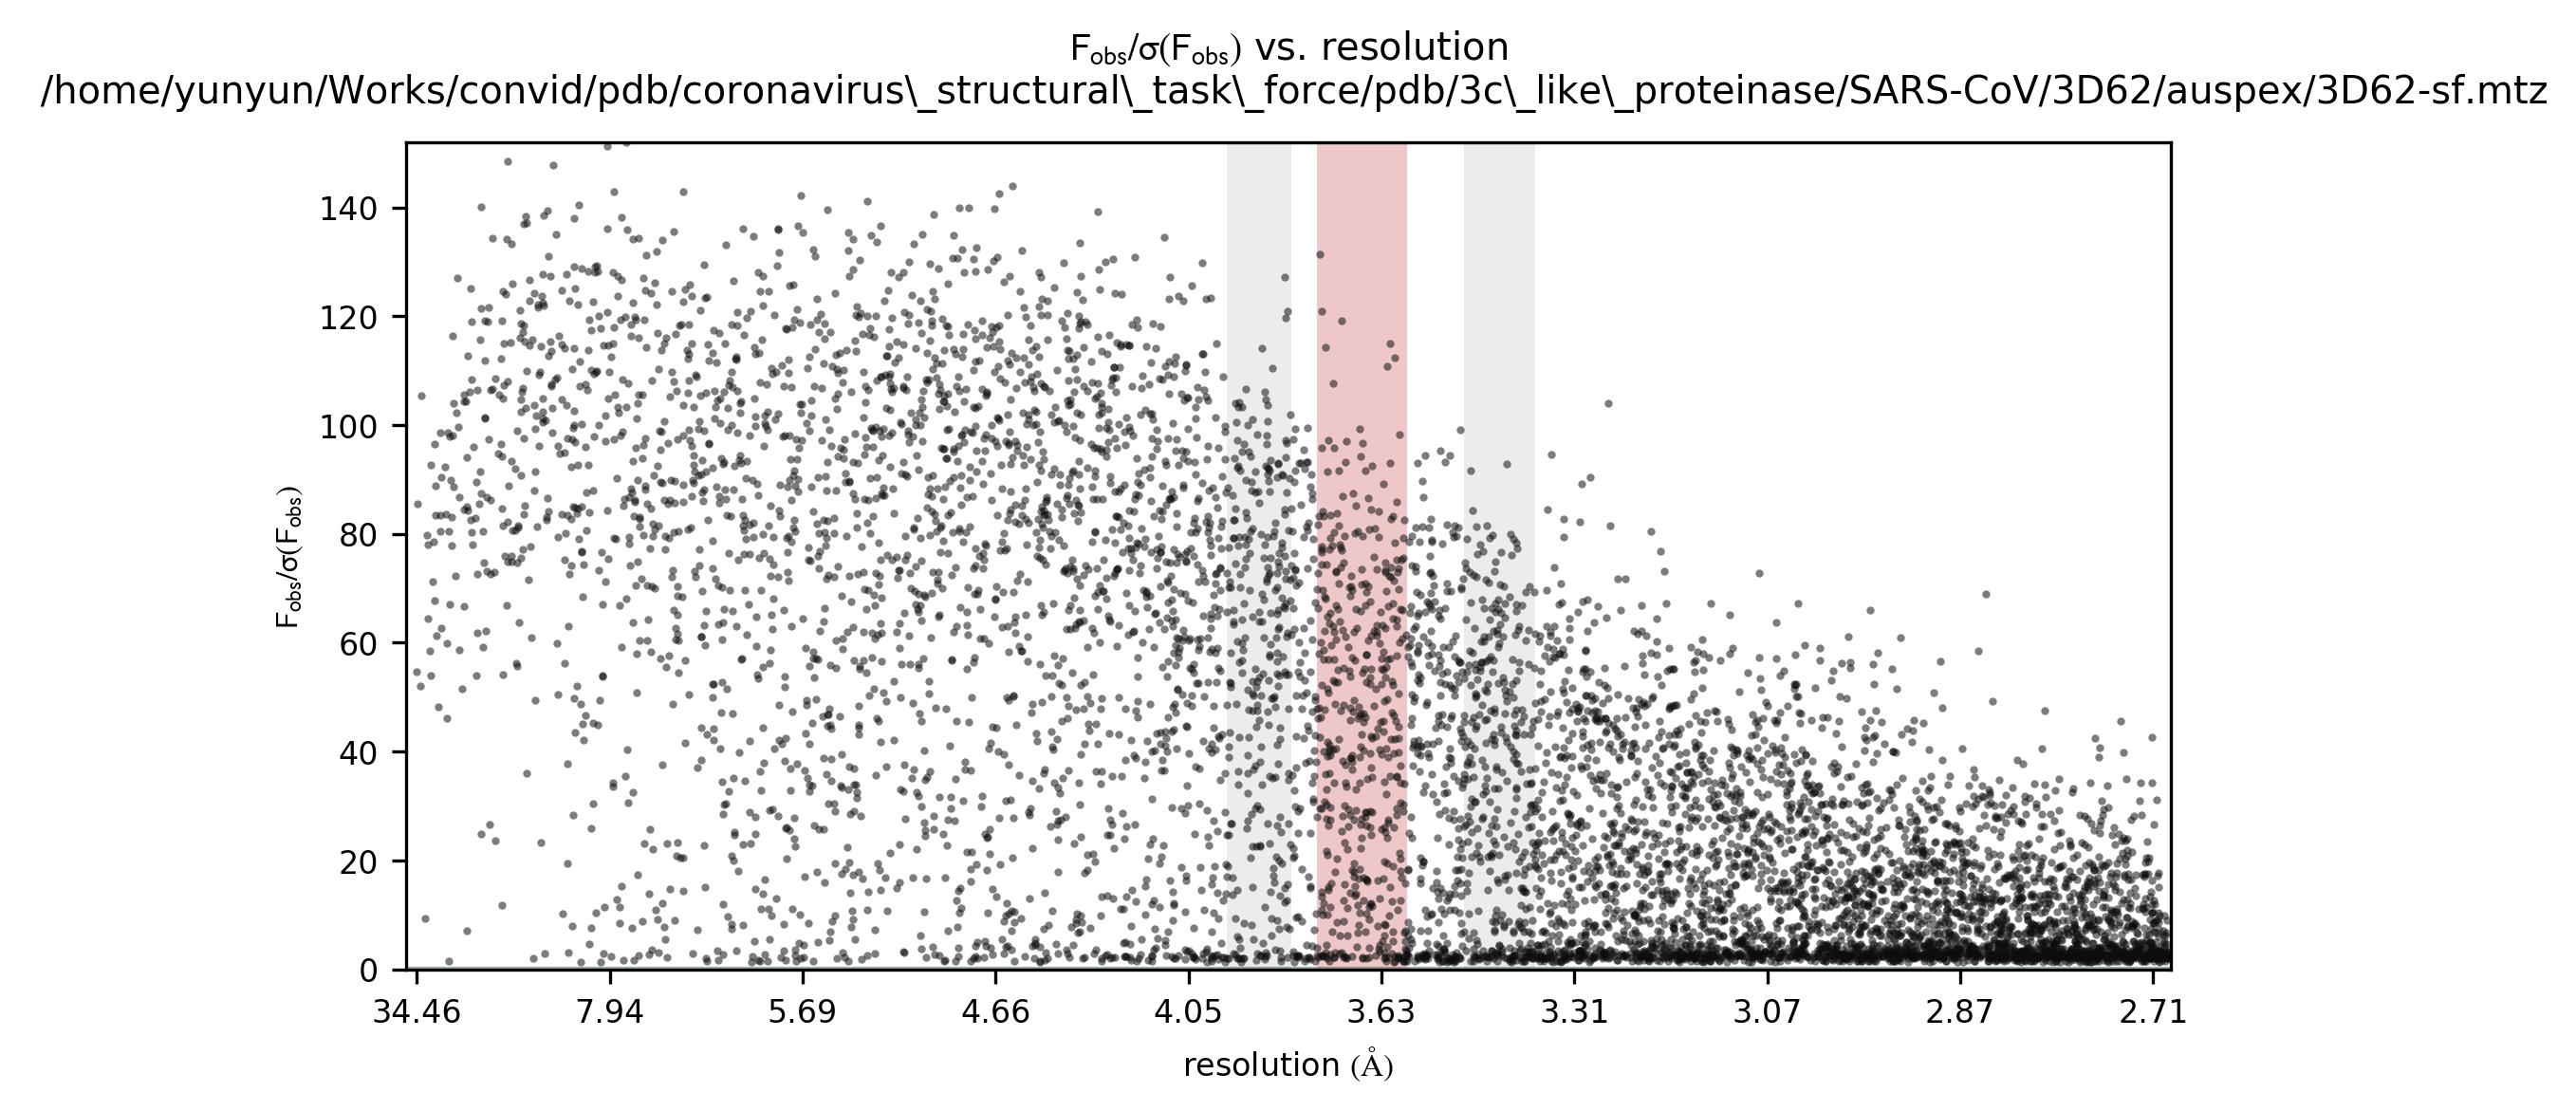 Fobs/σ(Fobs) vs. resolution
/home/yunyun/Works/convid/pdb/coronavirus\_structural\_task\_force/pdb/3c\_like\_proteinase/SARS-CoV/3D62/auspex/3D62-sf.mtz
Fobs/σ(Fobs)
140
120
100
80
60
40
20
0
34.46 7.94 5.69 4.66 4.05 3.63 3.31 3.07 2.87 2.71
resolution (Å)